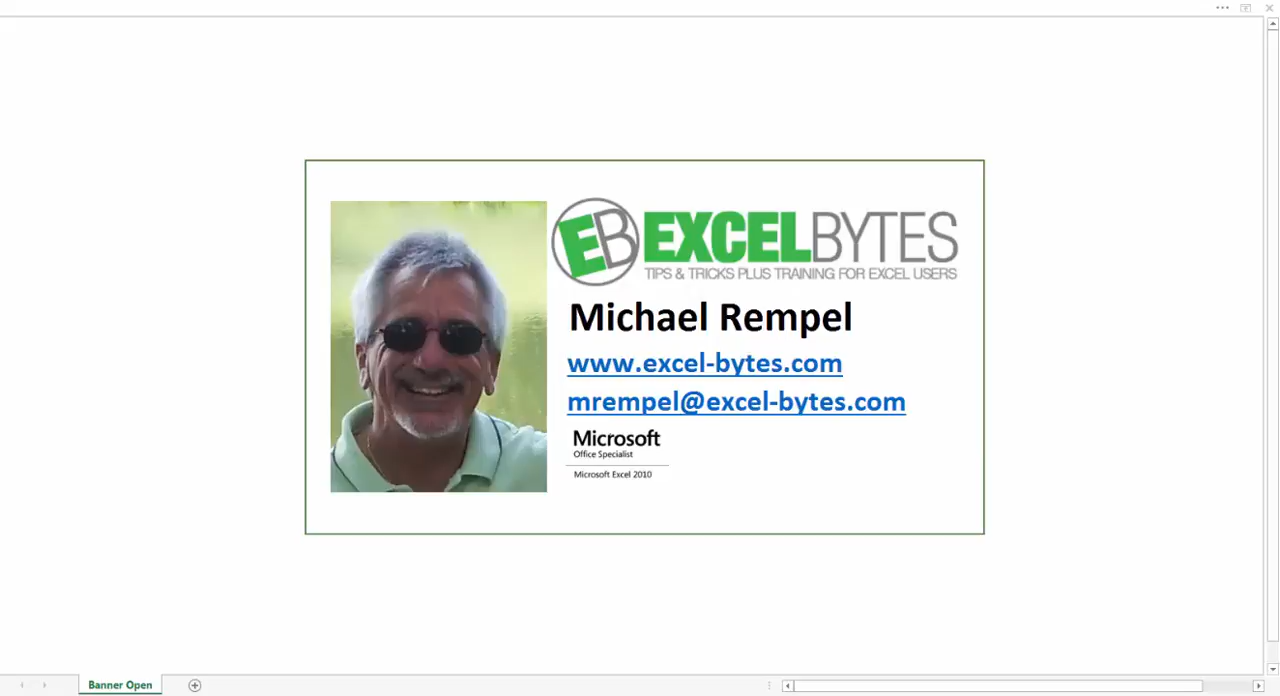 EB EXCELBYTES
TIPS & TRICKS PLUS TRAINING FOR EXCEL USERS
Michael Rempel
www.excel-bytes.com
mrempel@excel-bytes.com
Microsoft
Office Specialist
Microsoft Excel 2010
Banner Open